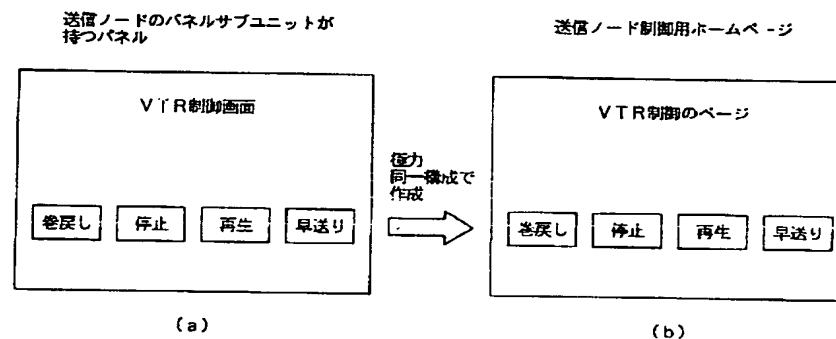 送信ノードのパネルサブユニットが
持つパネル
送信ノード制御用ホームページ
VTR制御画面
VTR制御のページ
極力
同一構成で
作成
巻戻し 停止 再生 早送り
巻戻し 停止 再生 早送り
(a)
(b)